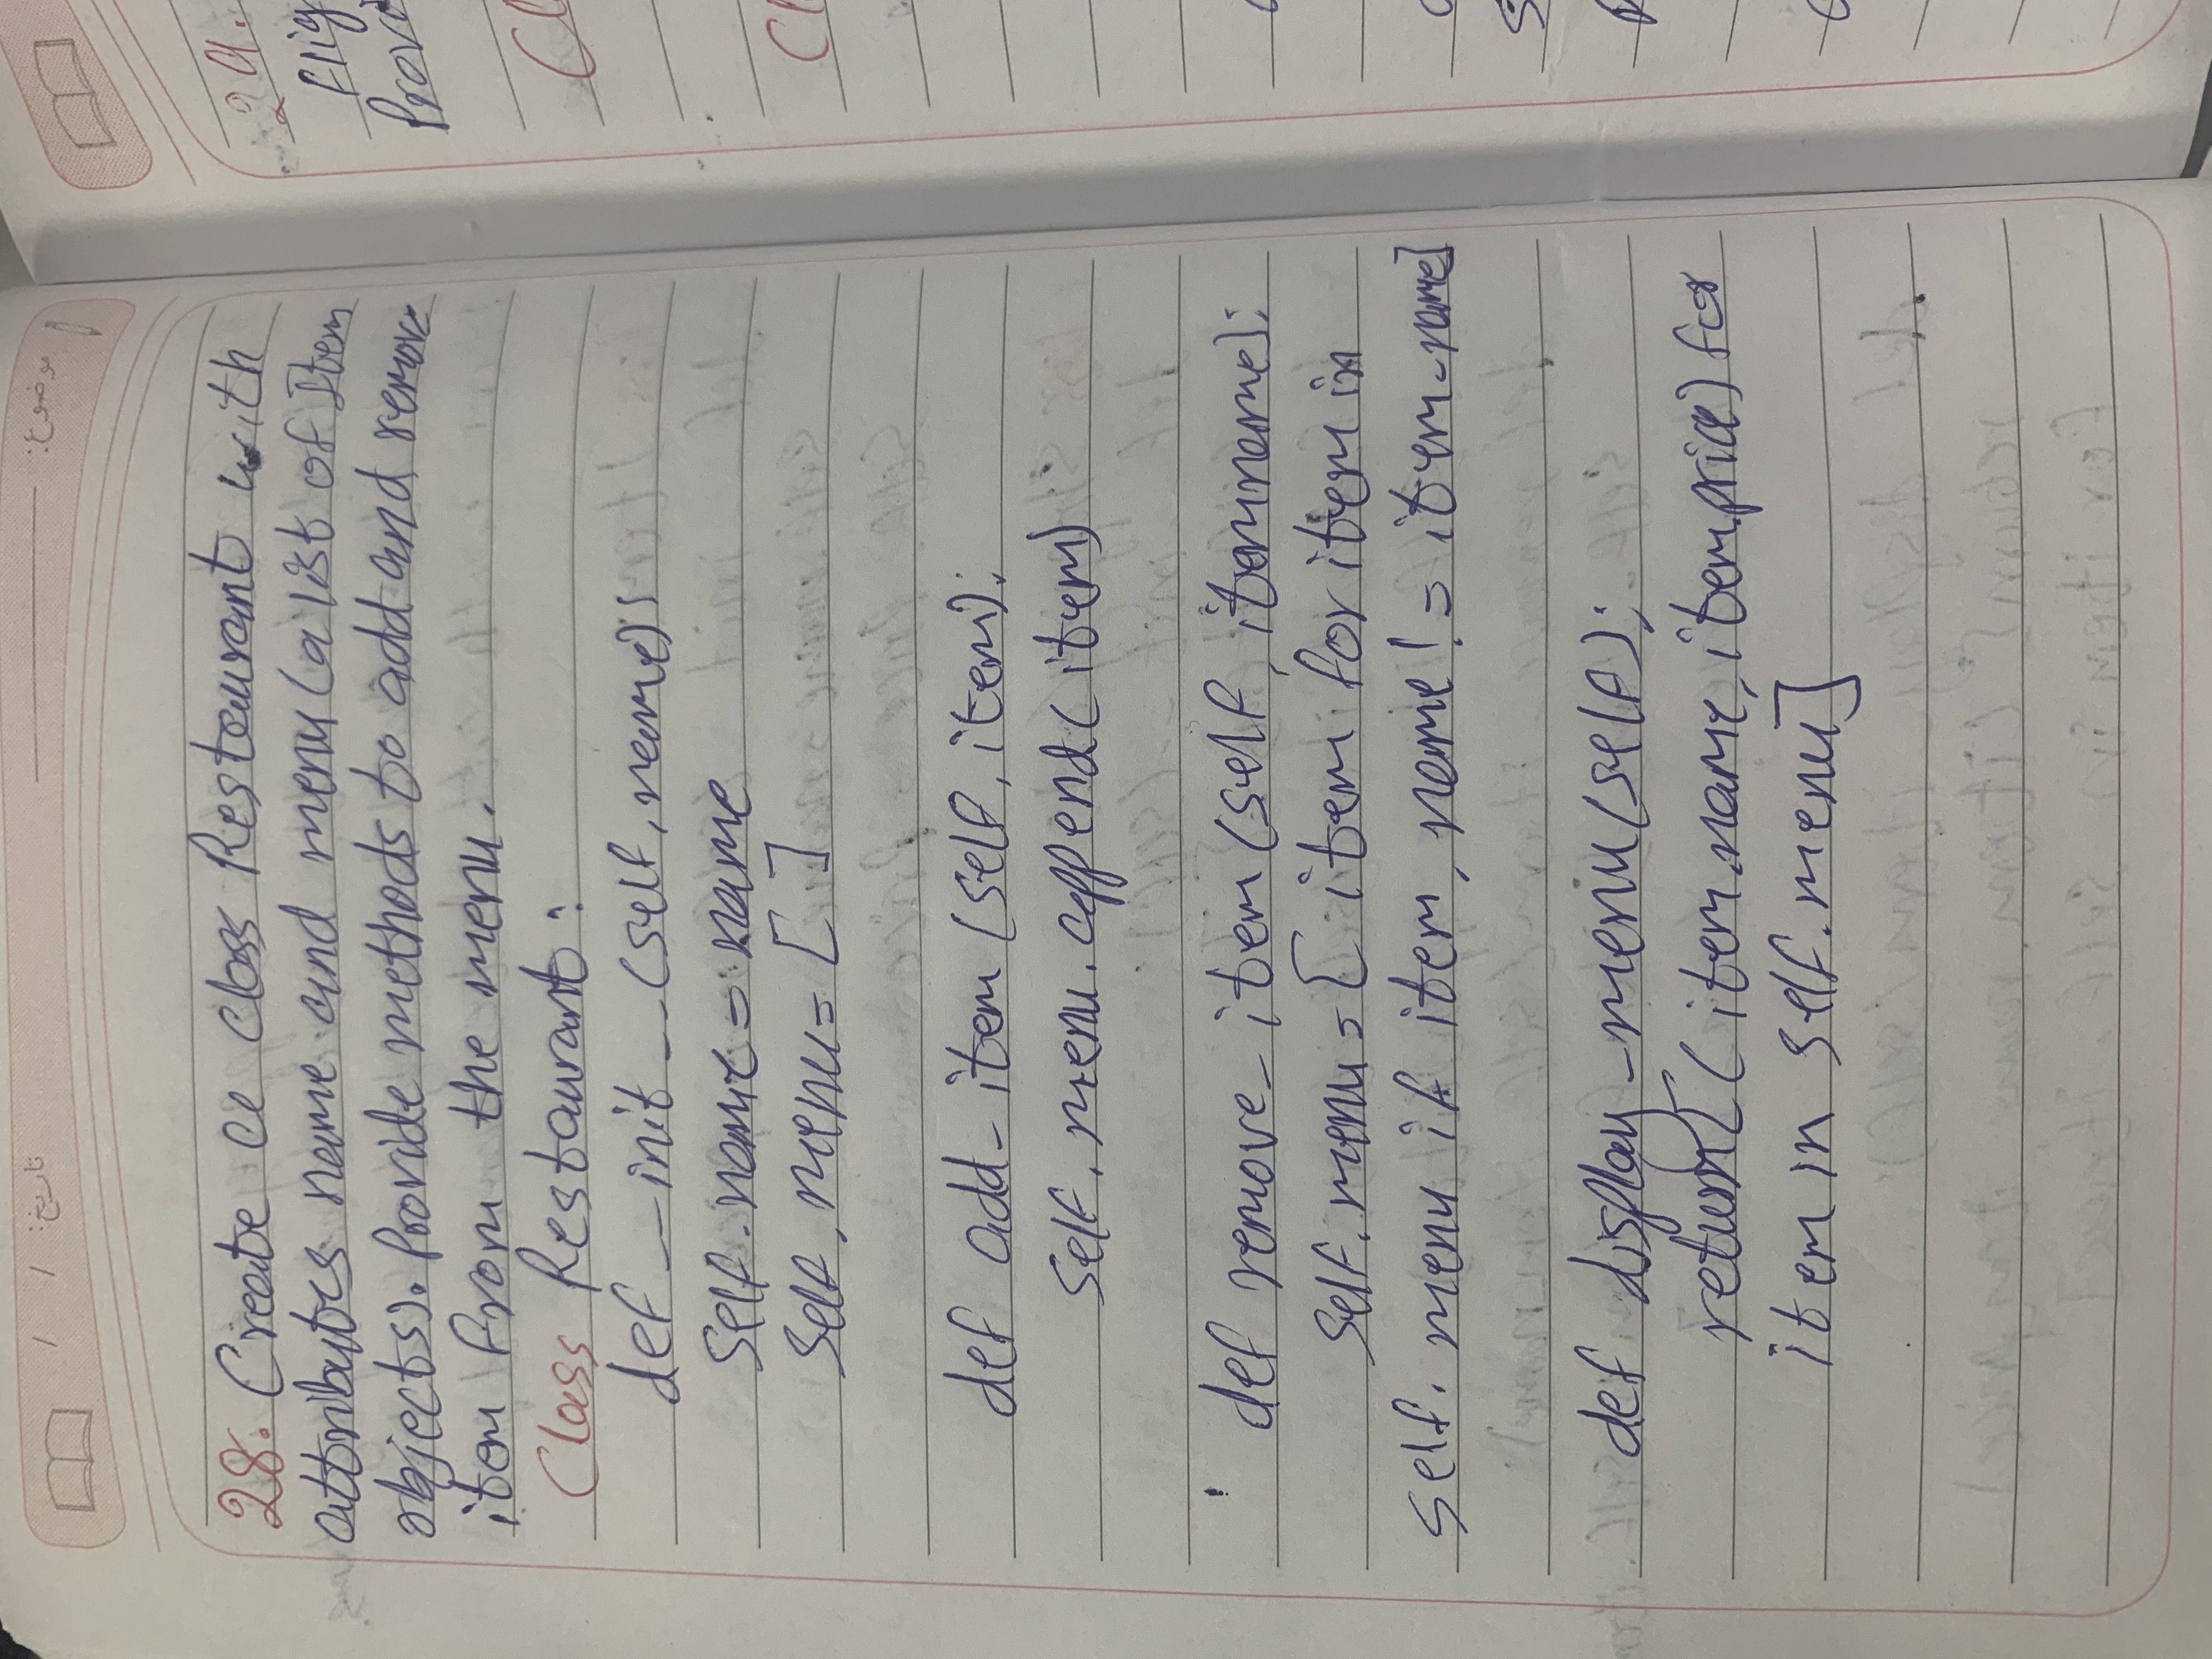 موضوع:
تاريخ: / /
28. Create a class Restaurant with
attributes name and menu (a list of Item
objects). Provide methods to add and remove
item from the menu.
Class Restaurant:
def __init__(self, name):
self.name = name
self.menu = [ ]
def add_item (self, item):
self.menu.append(item)
def remove_item (self, itemname):
self.menu = [ item for item in
self.menu if item.name != item_name]
def display_menu(self):
return [(item.name, item.price) for
item in self.menu]
29.
Flig
Prov
Cl
Cl